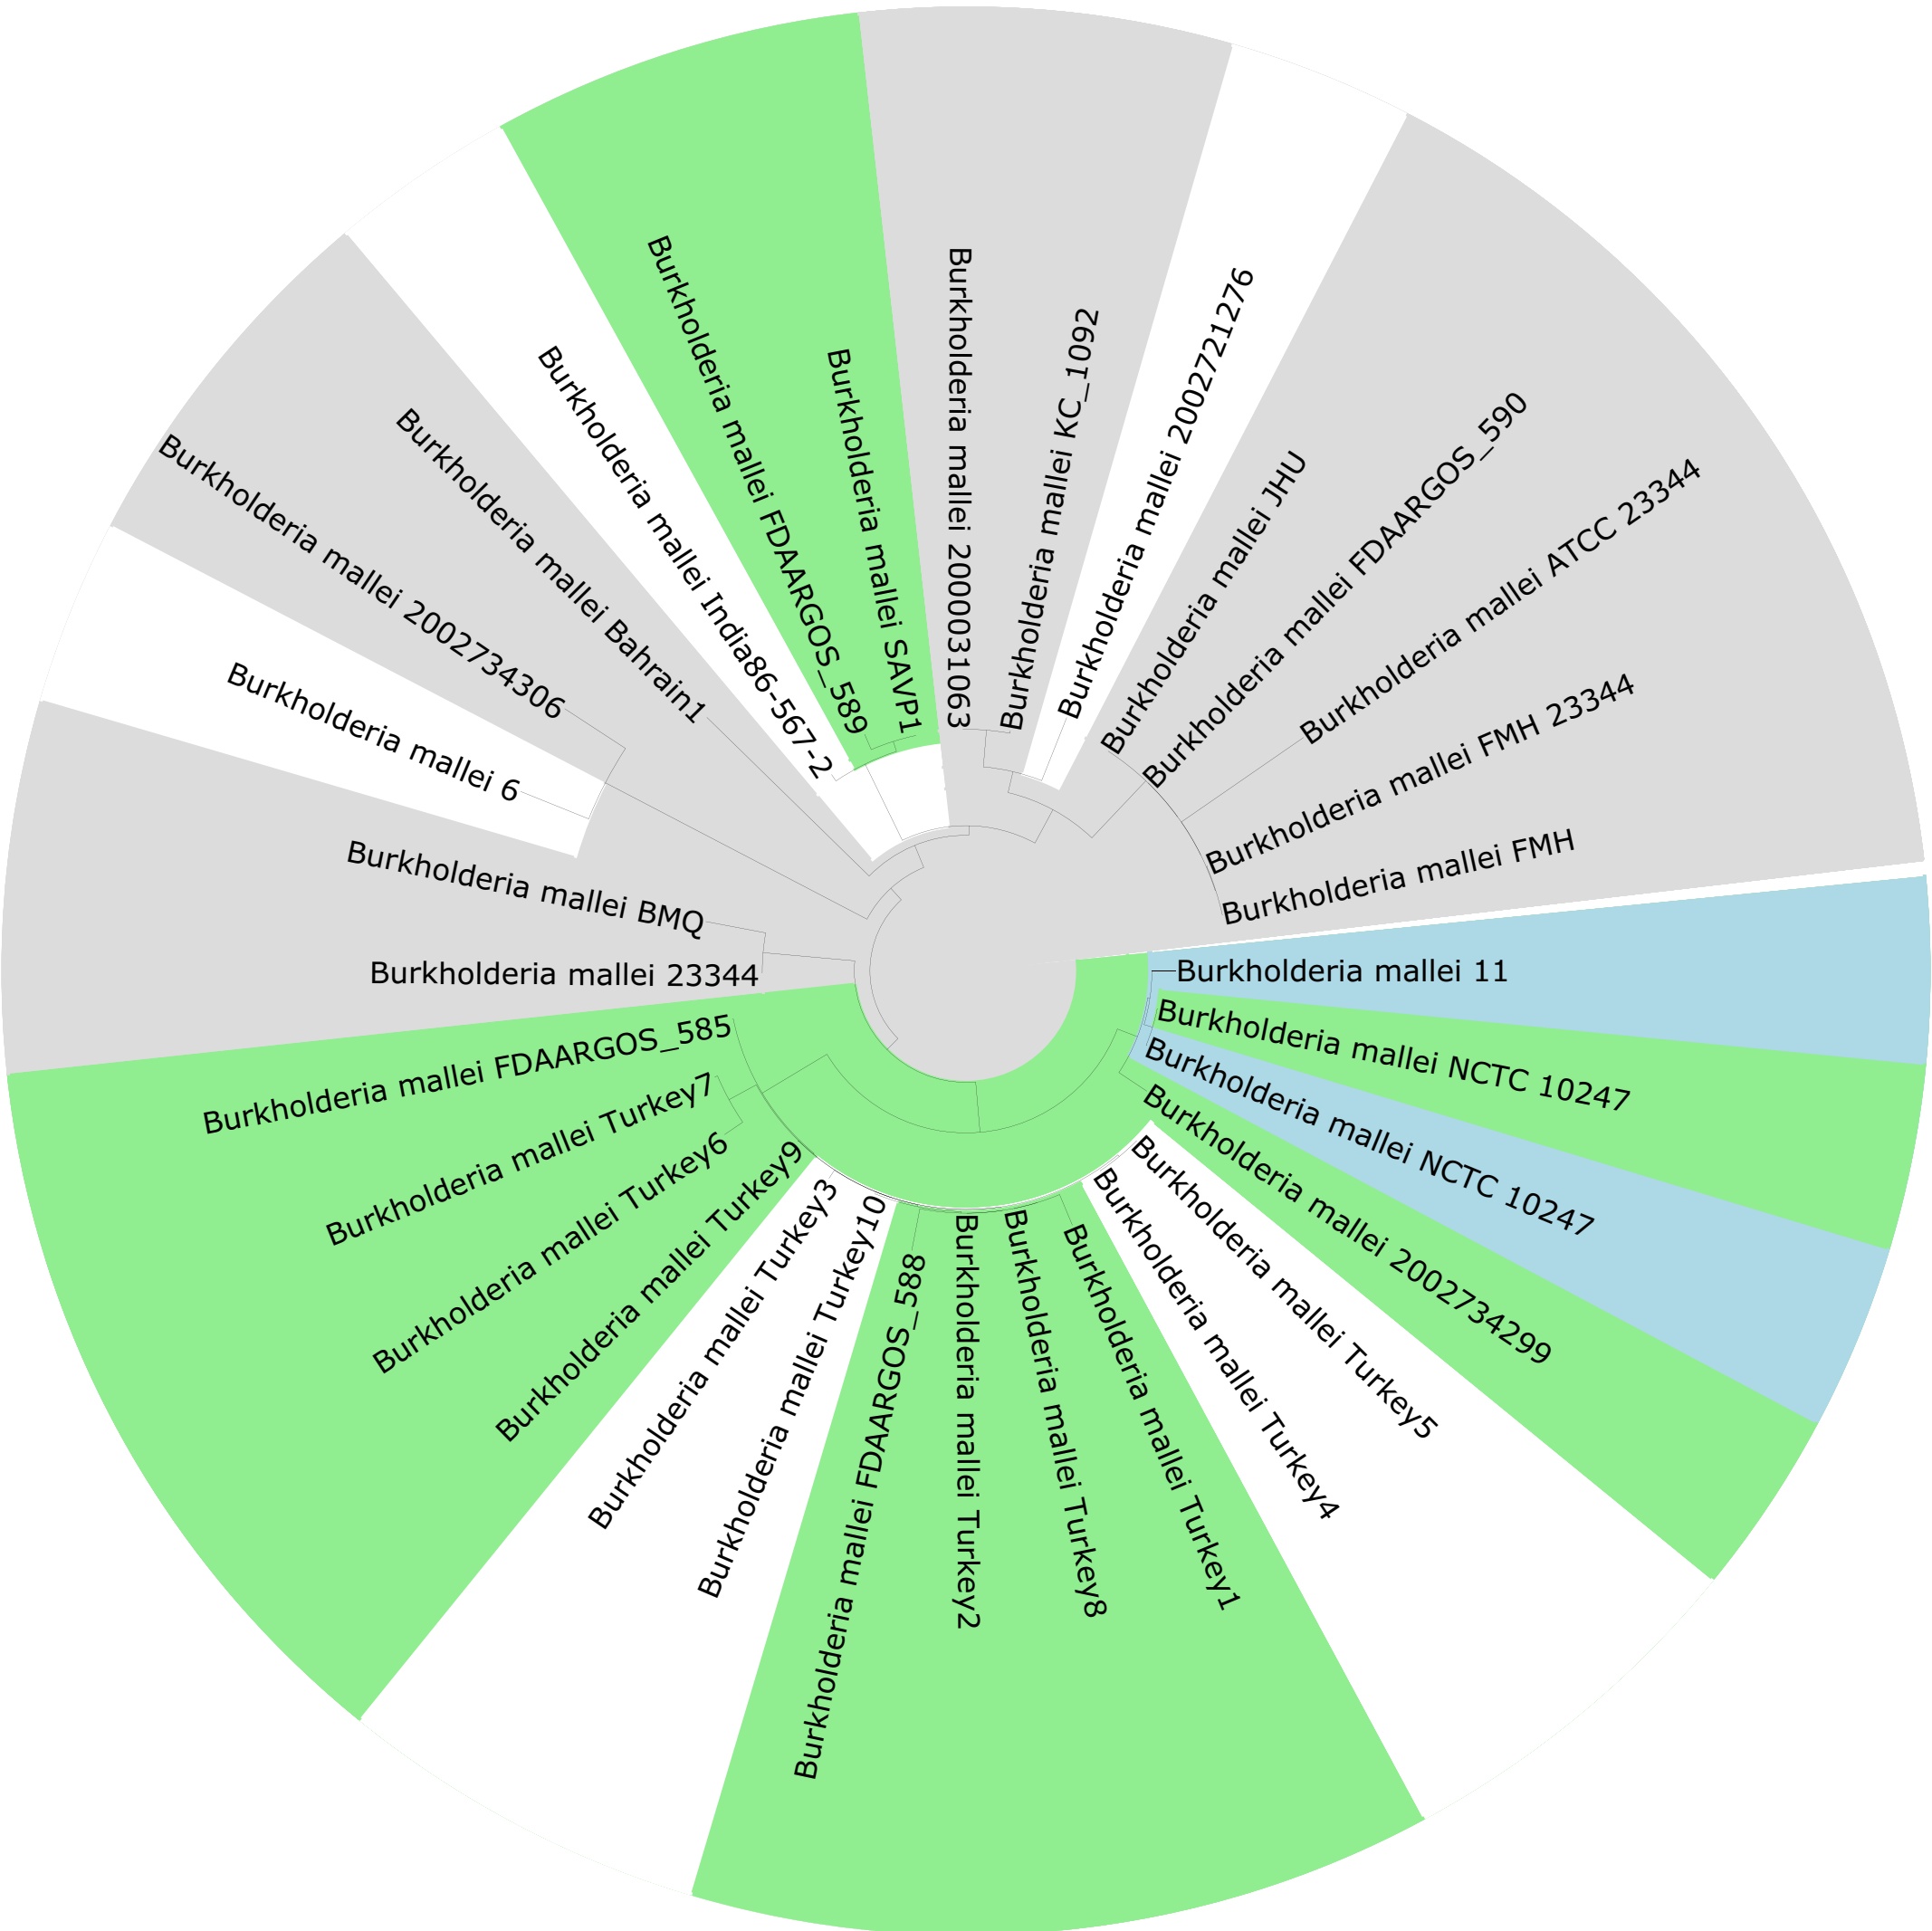 Burkholderia mallei 2000031063
Burkholderia mallei KC_1092
Burkholderia mallei 2002721276
Burkholderia mallei JHU
Burkholderia mallei FDAARGOS_590
Burkholderia mallei ATCC 23344
Burkholderia mallei FMH 23344
Burkholderia mallei FMH
Burkholderia mallei 11
Burkholderia mallei NCTC 10247
Burkholderia mallei NCTC 10247
Burkholderia mallei 2002734299
Burkholderia mallei Turkey5
Burkholderia mallei Turkey4
Burkholderia mallei Turkey1
Burkholderia mallei Turkey8
Burkholderia mallei Turkey2
Burkholderia mallei FDAARGOS_588
Burkholderia mallei Turkey10
Burkholderia mallei Turkey3
Burkholderia mallei Turkey9
Burkholderia mallei Turkey6
Burkholderia mallei Turkey7
Burkholderia mallei FDAARGOS_585
Burkholderia mallei 23344
Burkholderia mallei BMQ
Burkholderia mallei 6
Burkholderia mallei 2002734306
Burkholderia mallei Bahrain1
Burkholderia mallei India86-567-2
Burkholderia mallei FDAARGOS_589
Burkholderia mallei SAVP1